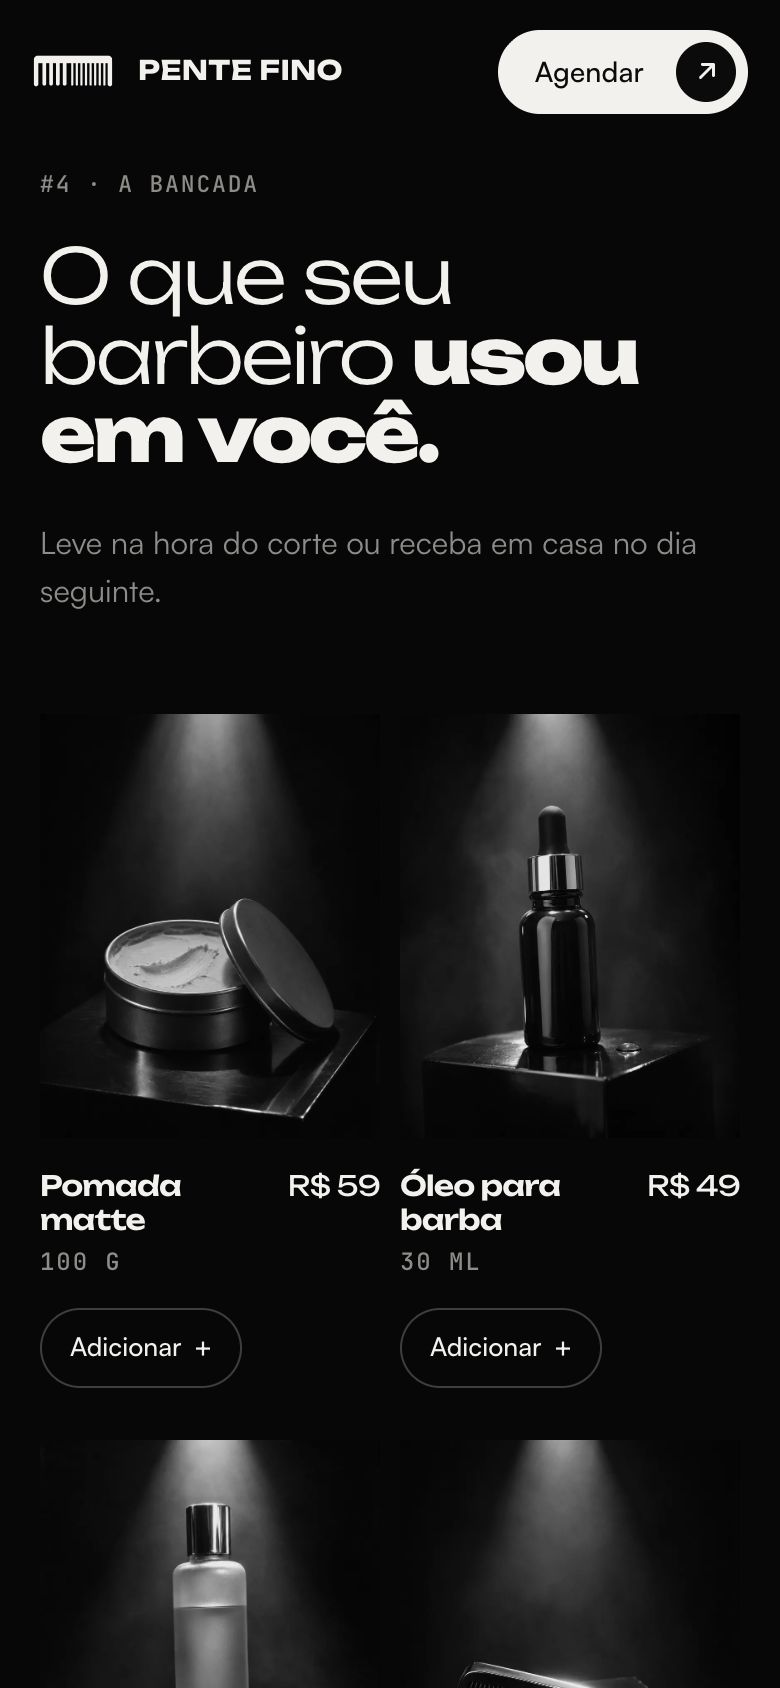 PENTE FINO
Agendar
#4 · A BANCADA
O que seu
barbeiro usou
em você.
Leve na hora do corte ou receba em casa no dia
seguinte.
Pomada
matte
R$ 59
100 G
Adicionar +
Óleo para
barba
R$ 49
30 ML
Adicionar +